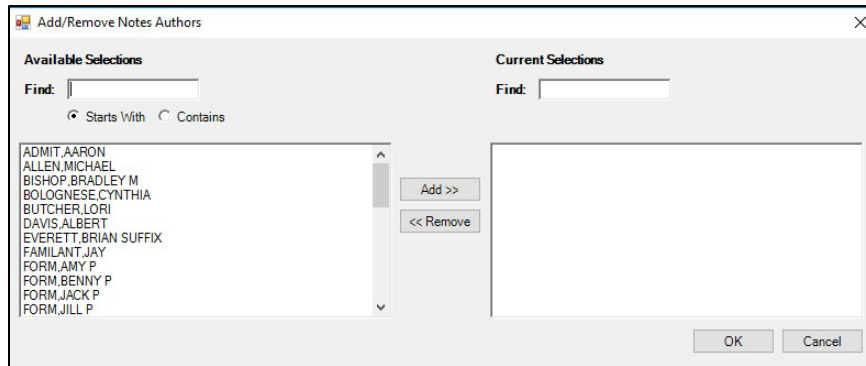 Add/Remove Notes Authors
Available Selections
Current Selections
Find:
Find:
Starts With
Contains
ADMIT,AARON
ALLEN,MICHAEL
BISHOP,BRADLEY M
BOLOGNESE,CYNTHIA
BUTCHER,LORI
DAVIS,ALBERT
EVERETT,BRIAN SUFFIX
FAMILANT,JAY
FORM,AMY P
FORM,BENNY P
FORM,JACK P
FORM,JILL P
Add >>
<< Remove
OK
Cancel